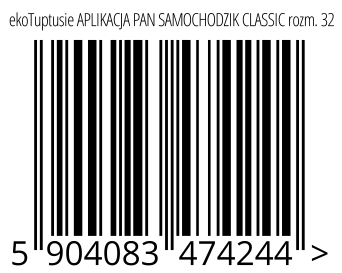 ekoTuptusie APLIKACJA PAN SAMOCHODZIK CLASSIC rozm. 32
5 904083 474244 >